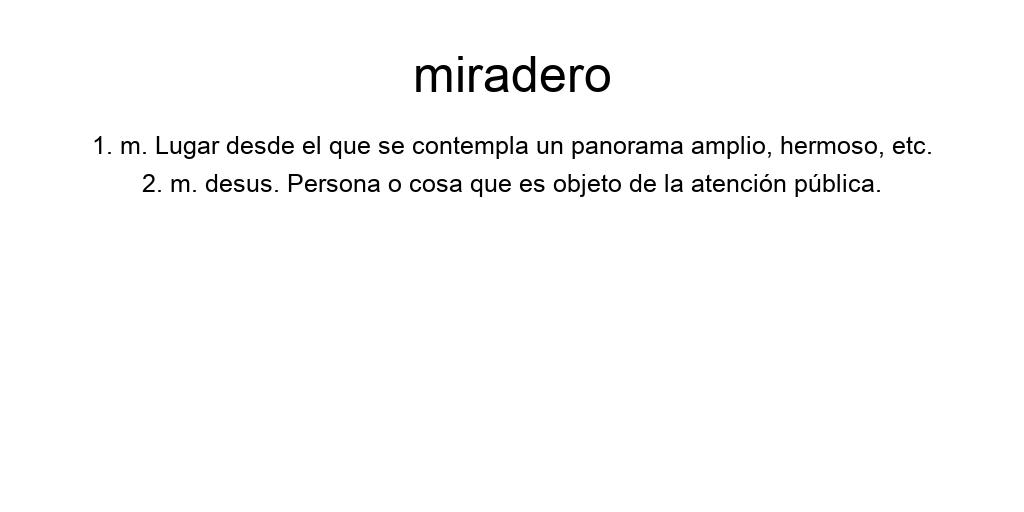 miradero
1. m. Lugar desde el que se contempla un panorama amplio, hermoso, etc.
2. m. desus. Persona o cosa que es objeto de la atención pública.